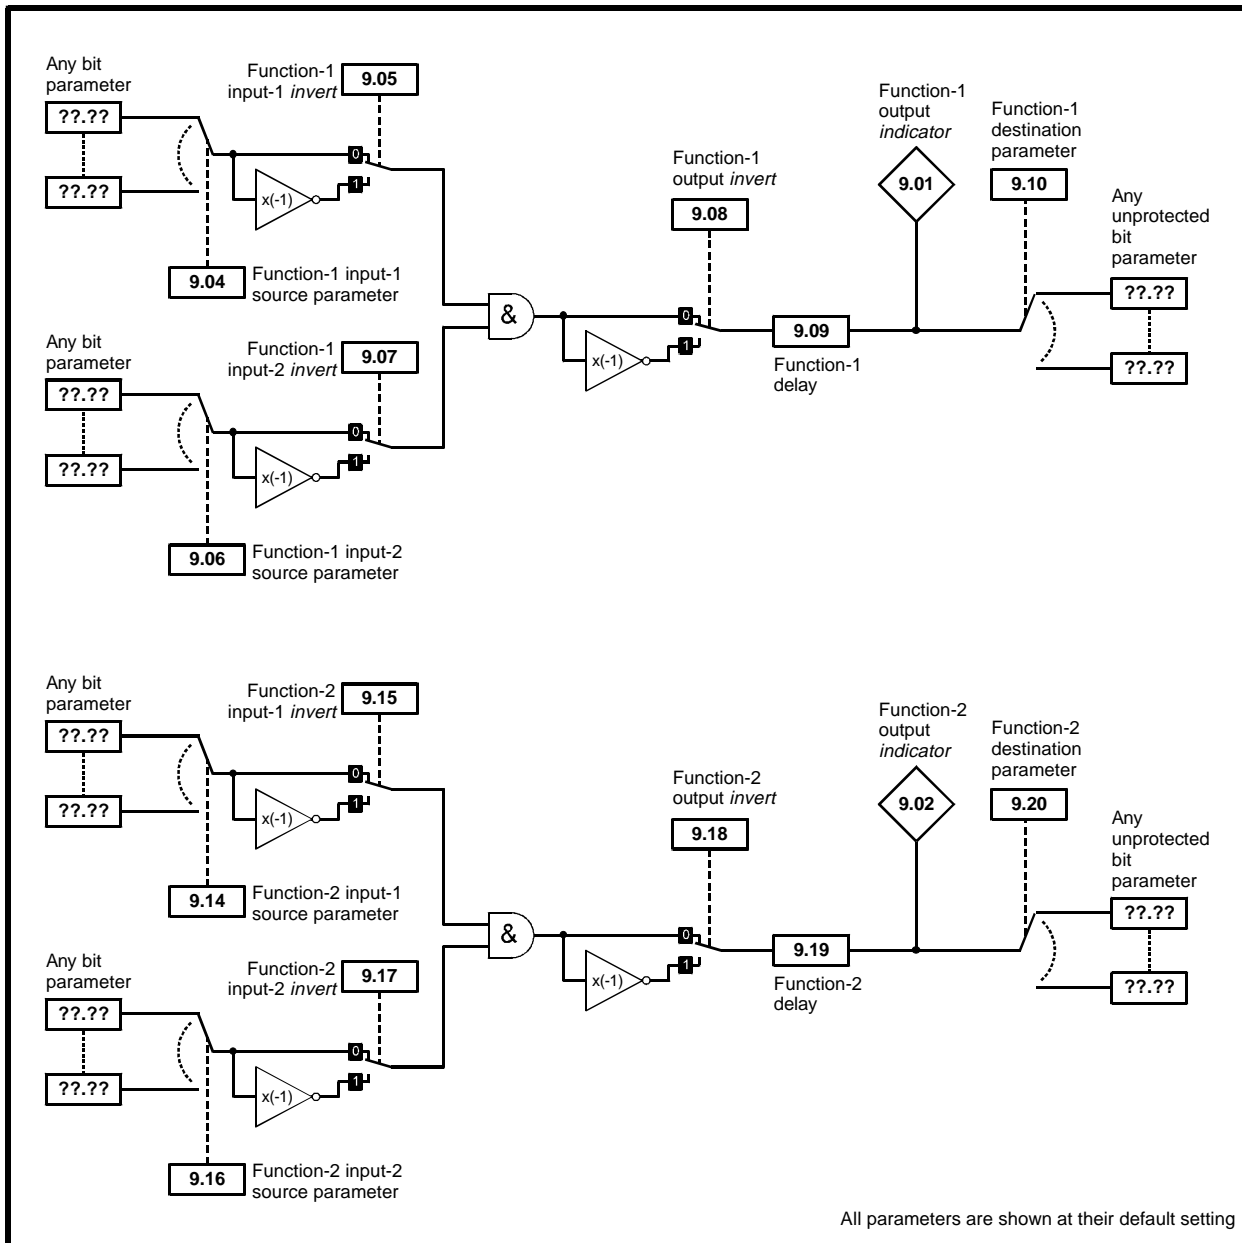 Any bit
parameter
??.??
??.??
Function-1
input-1 invert
9.05
0
1
x(-1)
9.04
Function-1 input-1
source parameter
Any bit
parameter
??.??
??.??
Function-1
input-2 invert
9.07
0
1
x(-1)
9.06
Function-1 input-2
source parameter
&
Function-1
output invert
9.08
0
1
x(-1)
9.09
Function-1
delay
Function-1
output
indicator
9.01
Function-1
destination
parameter
9.10
Any
unprotected
bit
parameter
??.??
??.??
Any bit
parameter
??.??
??.??
Function-2
input-1 invert
9.15
0
1
x(-1)
9.14
Function-2 input-1
source parameter
Any bit
parameter
??.??
??.??
Function-2
input-2 invert
9.17
0
1
x(-1)
9.16
Function-2 input-2
source parameter
&
Function-2
output invert
9.18
0
1
x(-1)
9.19
Function-2
delay
Function-2
output
indicator
9.02
Function-2
destination
parameter
9.20
Any
unprotected
bit
parameter
??.??
??.??
All parameters are shown at their default setting